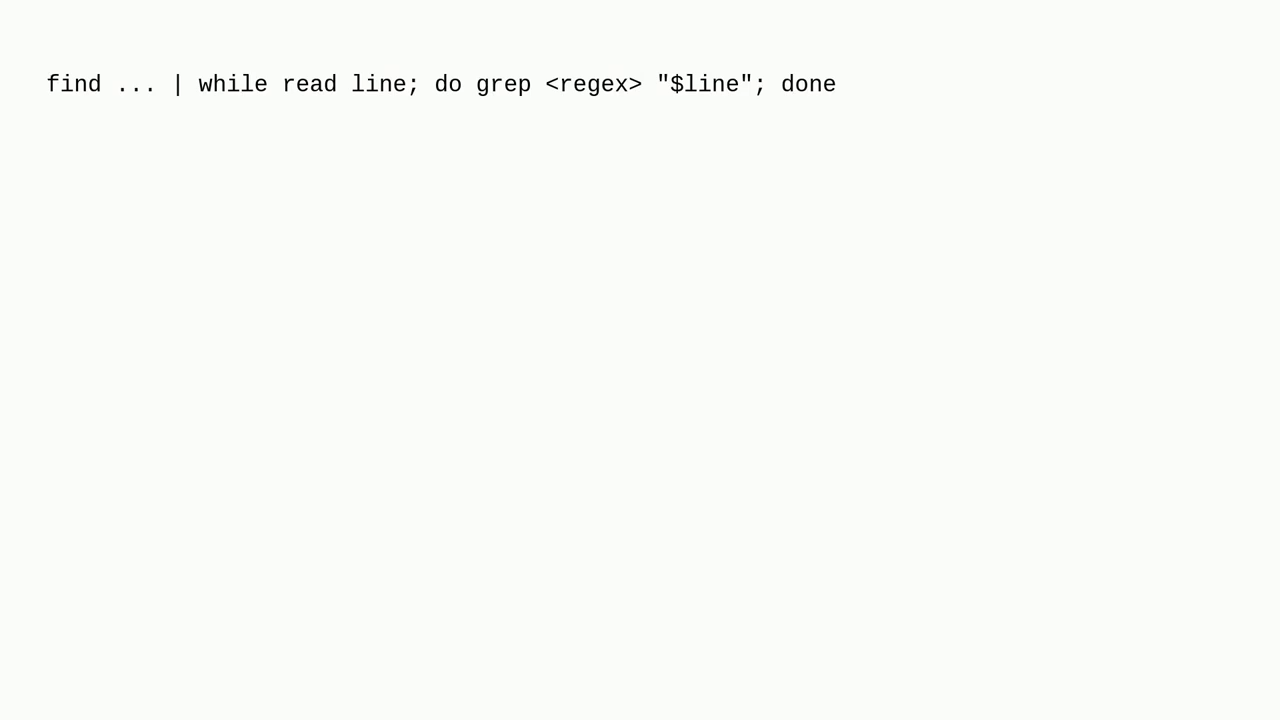 find ... | while read line; do grep <regex> "$line"; done